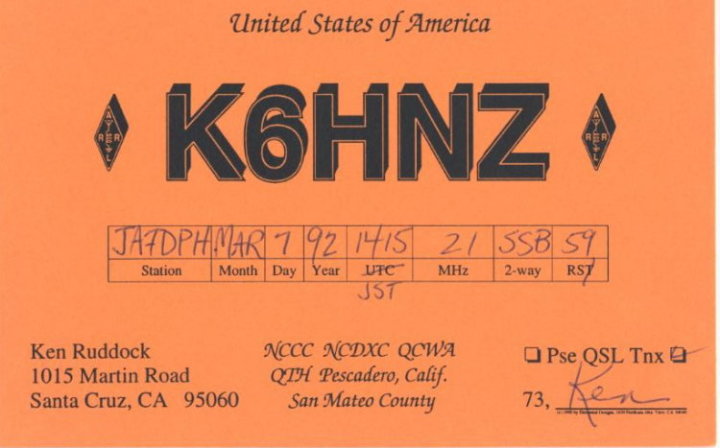 United States of America
K6HNZ
JA7DPH MAR 7 92 1415 21 SSB 59
Station Month Day Year UTC MHz 2-way RST
JST
Ken Ruddock
1015 Martin Road
Santa Cruz, CA 95060
NCCC NCDXC QCWA
QTH Pescadero, Calif.
San Mateo County
Pse QSL Tnx
73, Ken